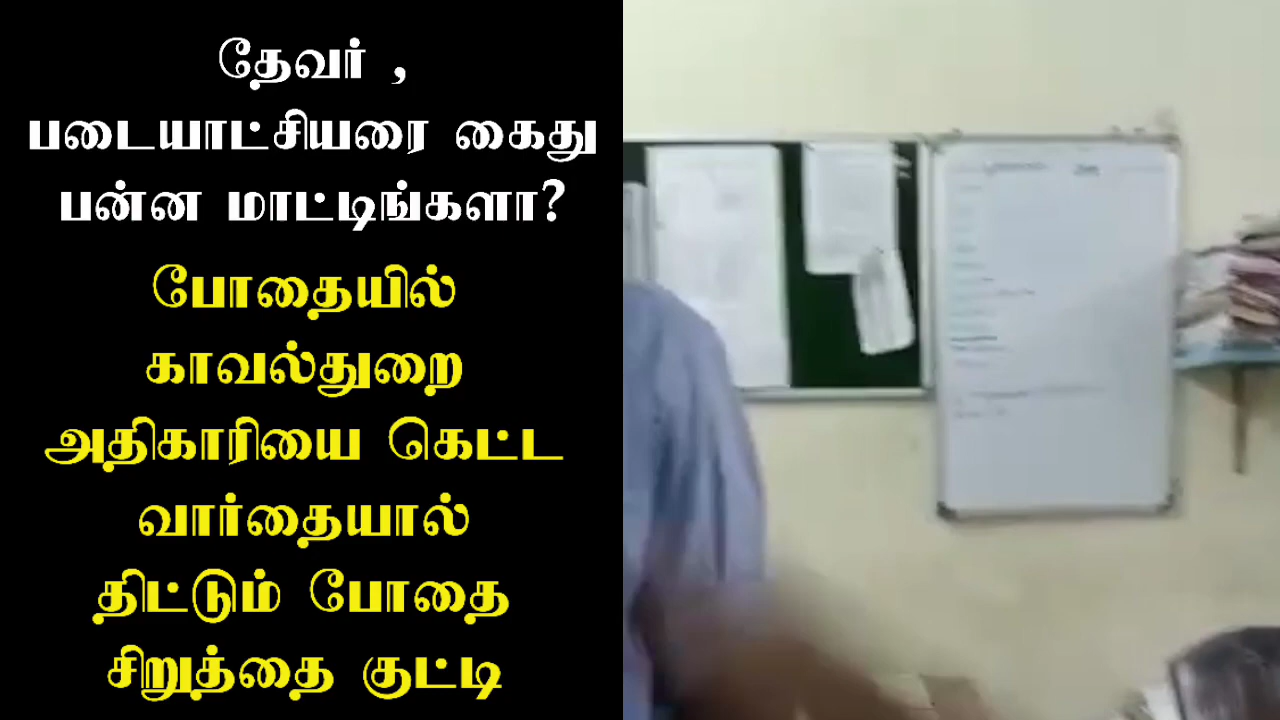 தேவர் ,
படையாட்சியரை கைது
பன்ன மாட்டிங்களா?
போதையில்
காவல்துறை
அதிகாரியை கெட்ட
வார்தையால்
திட்டும் போதை
சிறுத்தை குட்டி